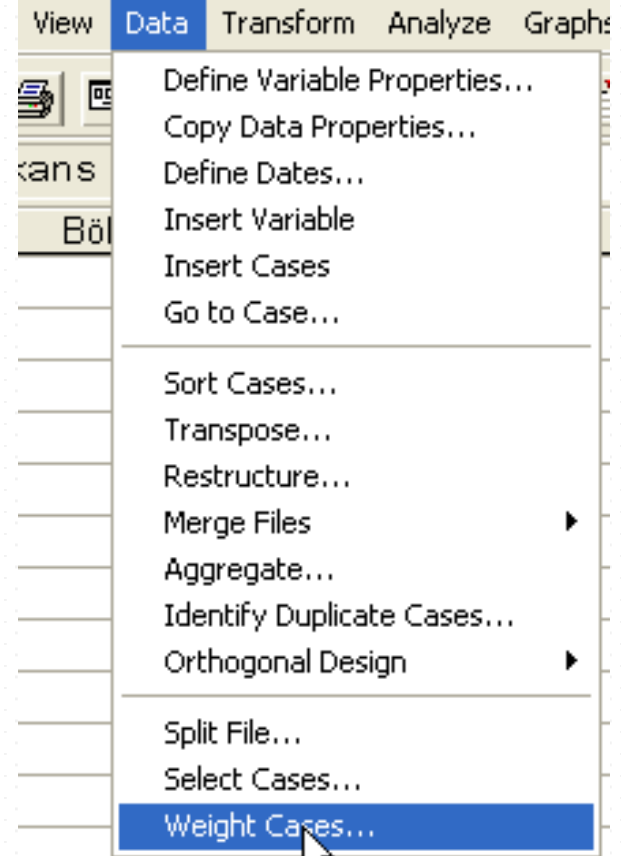 View Data Transform Analyze Graphs
Define Variable Properties...
Copy Data Properties...
kans
Define Dates...
Böl
Insert Variable
Insert Cases
Go to Case...
Sort Cases...
Transpose...
Restructure...
Merge Files
Aggregate...
Identify Duplicate Cases...
Orthogonal Design
Split File...
Select Cases...
Weight Cases...